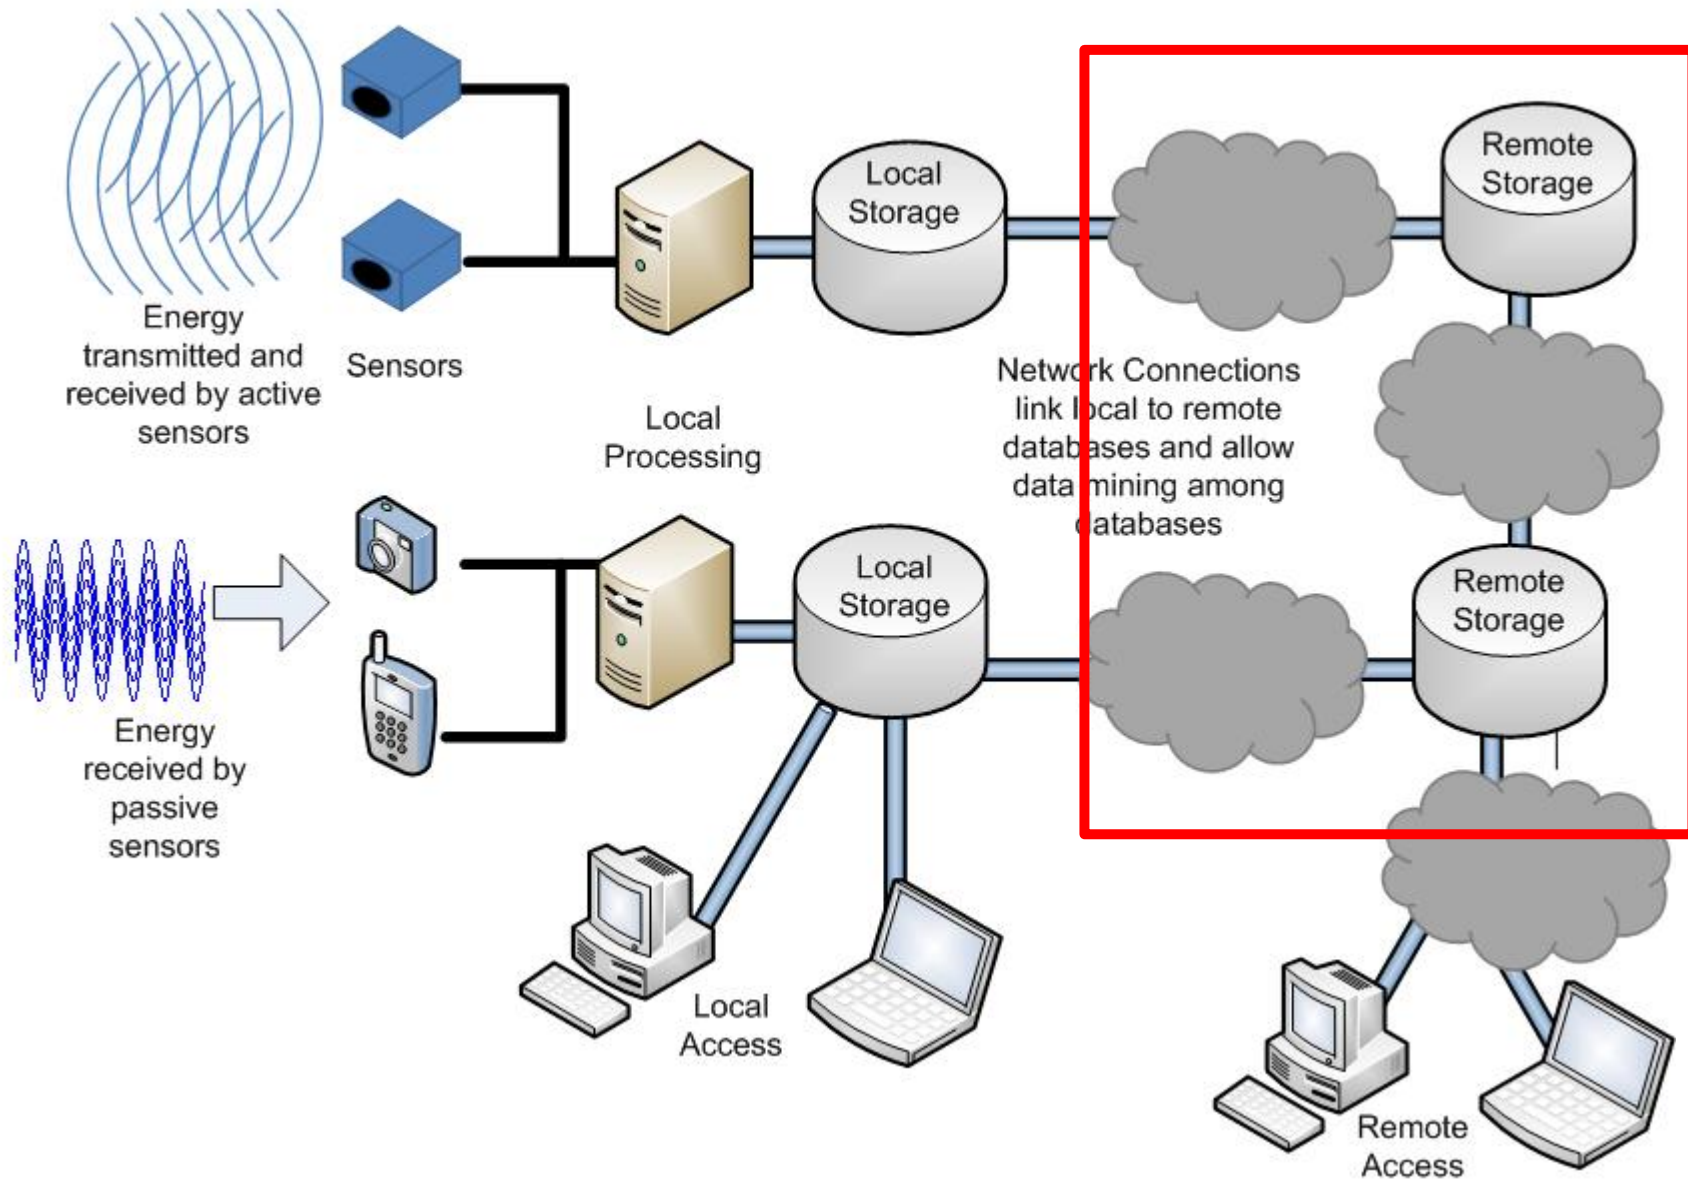 Energy
transmitted and
received by active
sensors
Sensors
Local
Processing
Local
Storage
Remote
Storage
Network Connections
link local to remote
databases and allow
data mining among
databases
Energy
received by
passive
sensors
Local
Storage
Remote
Storage
Local
Access
Remote
Access